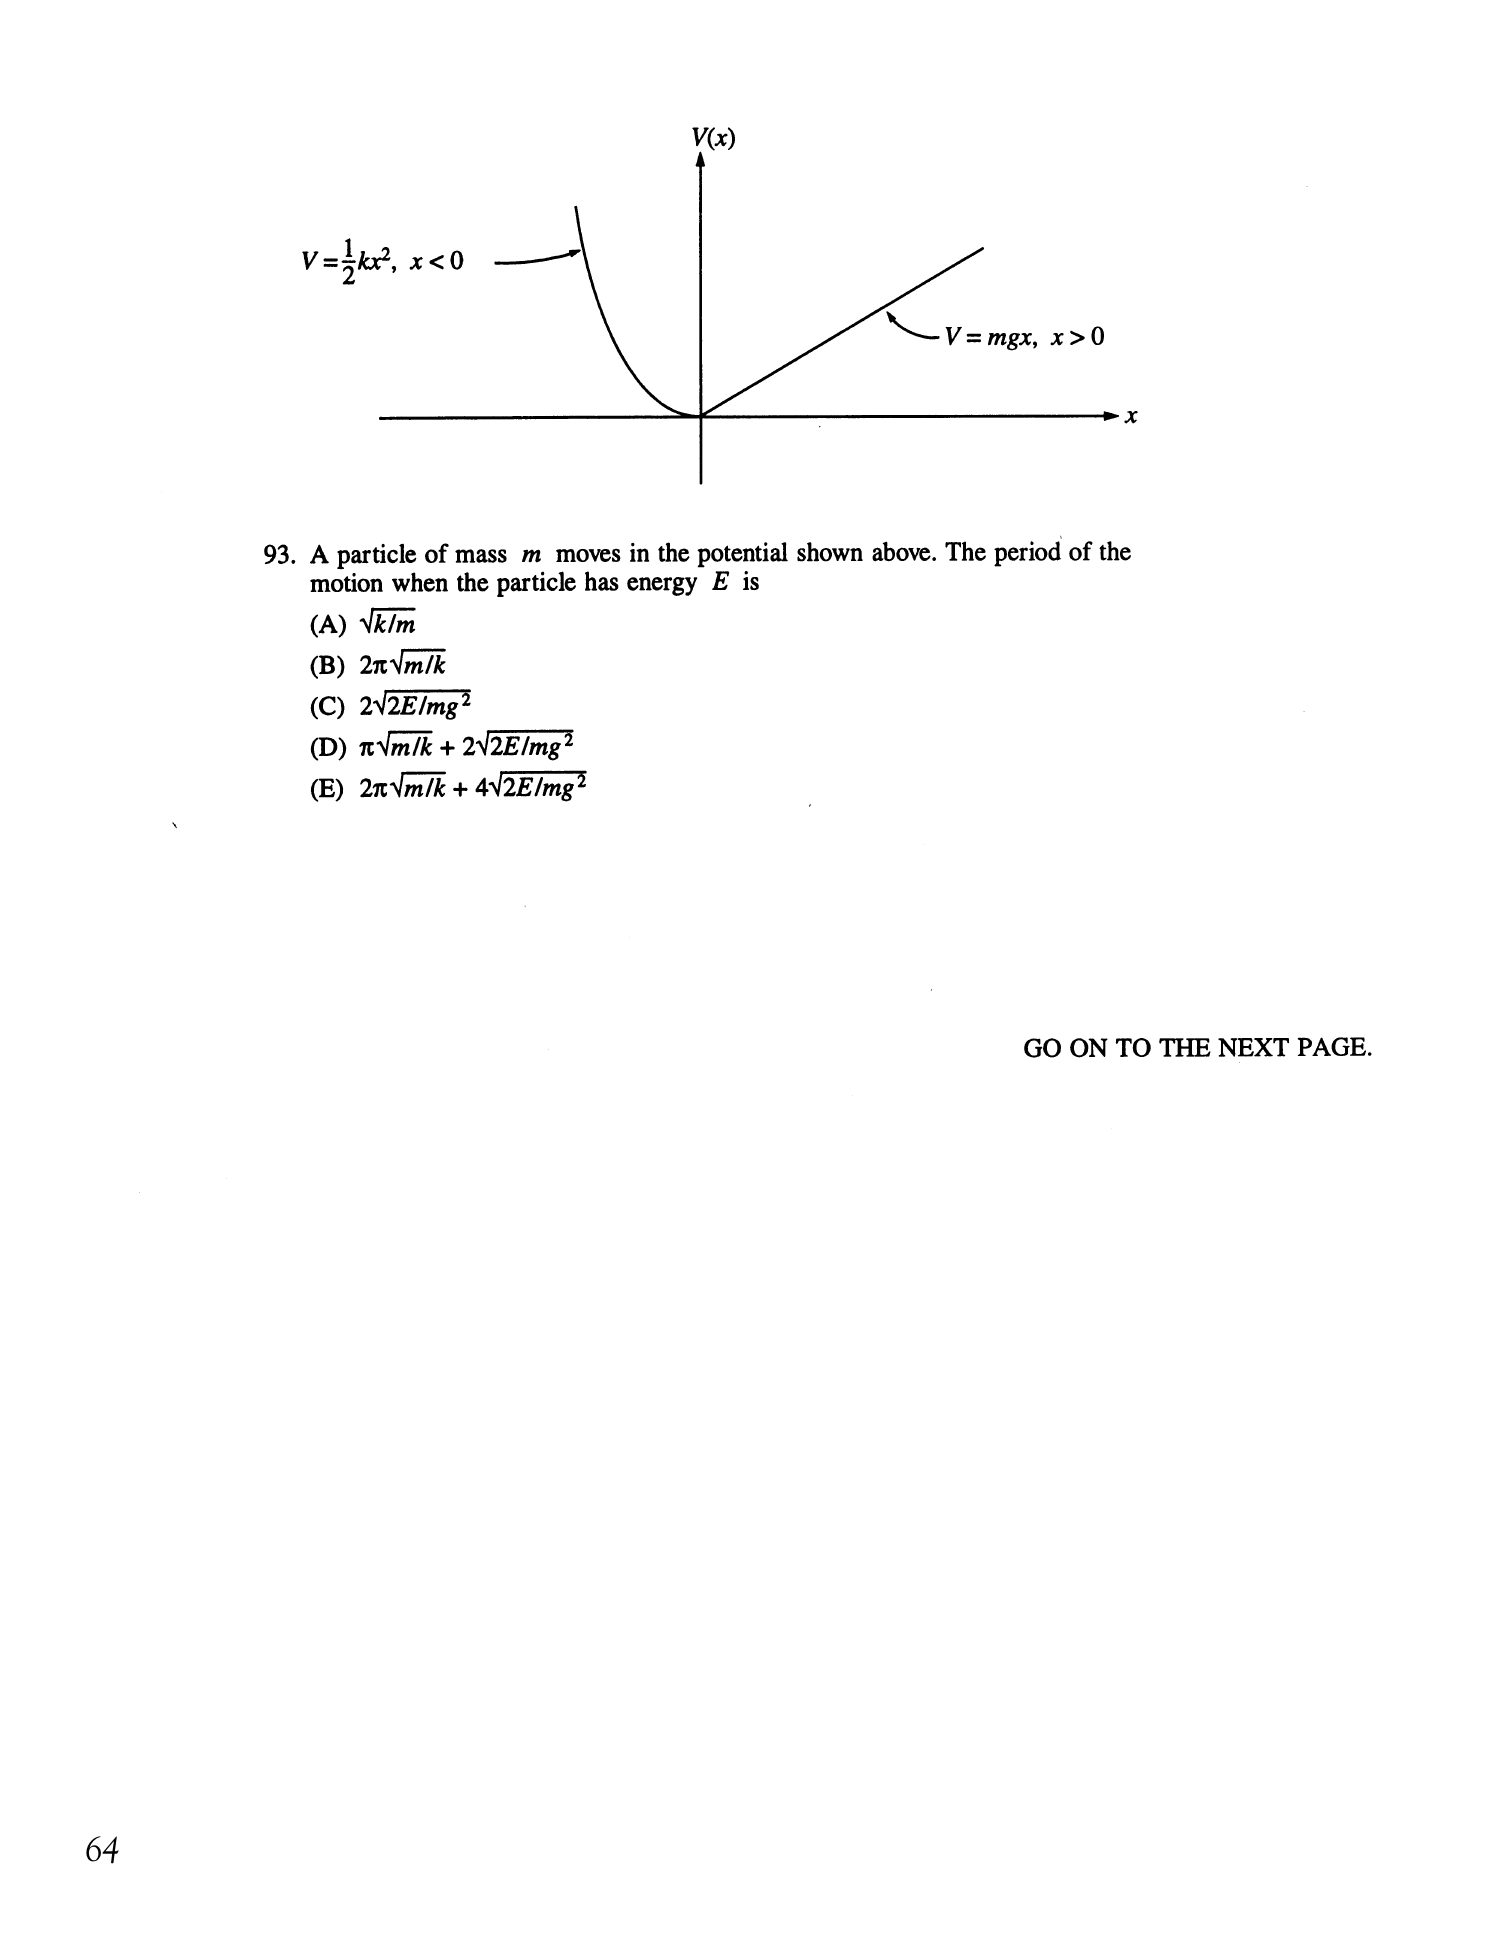 V(x)
V = 1/2 kx², x < 0
V = mgx, x > 0
x
93. A particle of mass m moves in the potential shown above. The period of the
motion when the particle has energy E is
(A) √k/m
(B) 2π√m/k
(C) 2√2E/mg²
(D) π√m/k + 2√2E/mg²
(E) 2π√m/k + 4√2E/mg²
GO ON TO THE NEXT PAGE.
64